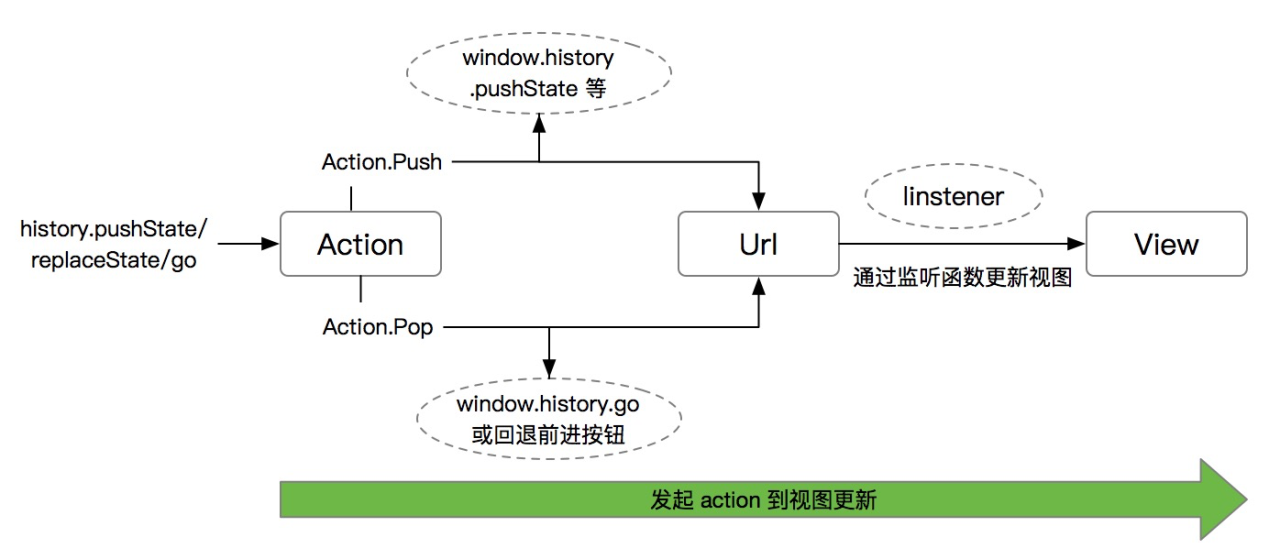 window.history
.pushState 等
Action.Push
linstener
history.pushState/
replaceState/go
Action
Url
View
通过监听函数更新视图
Action.Pop
window.history.go
或回退前进按钮
发起 action 到视图更新